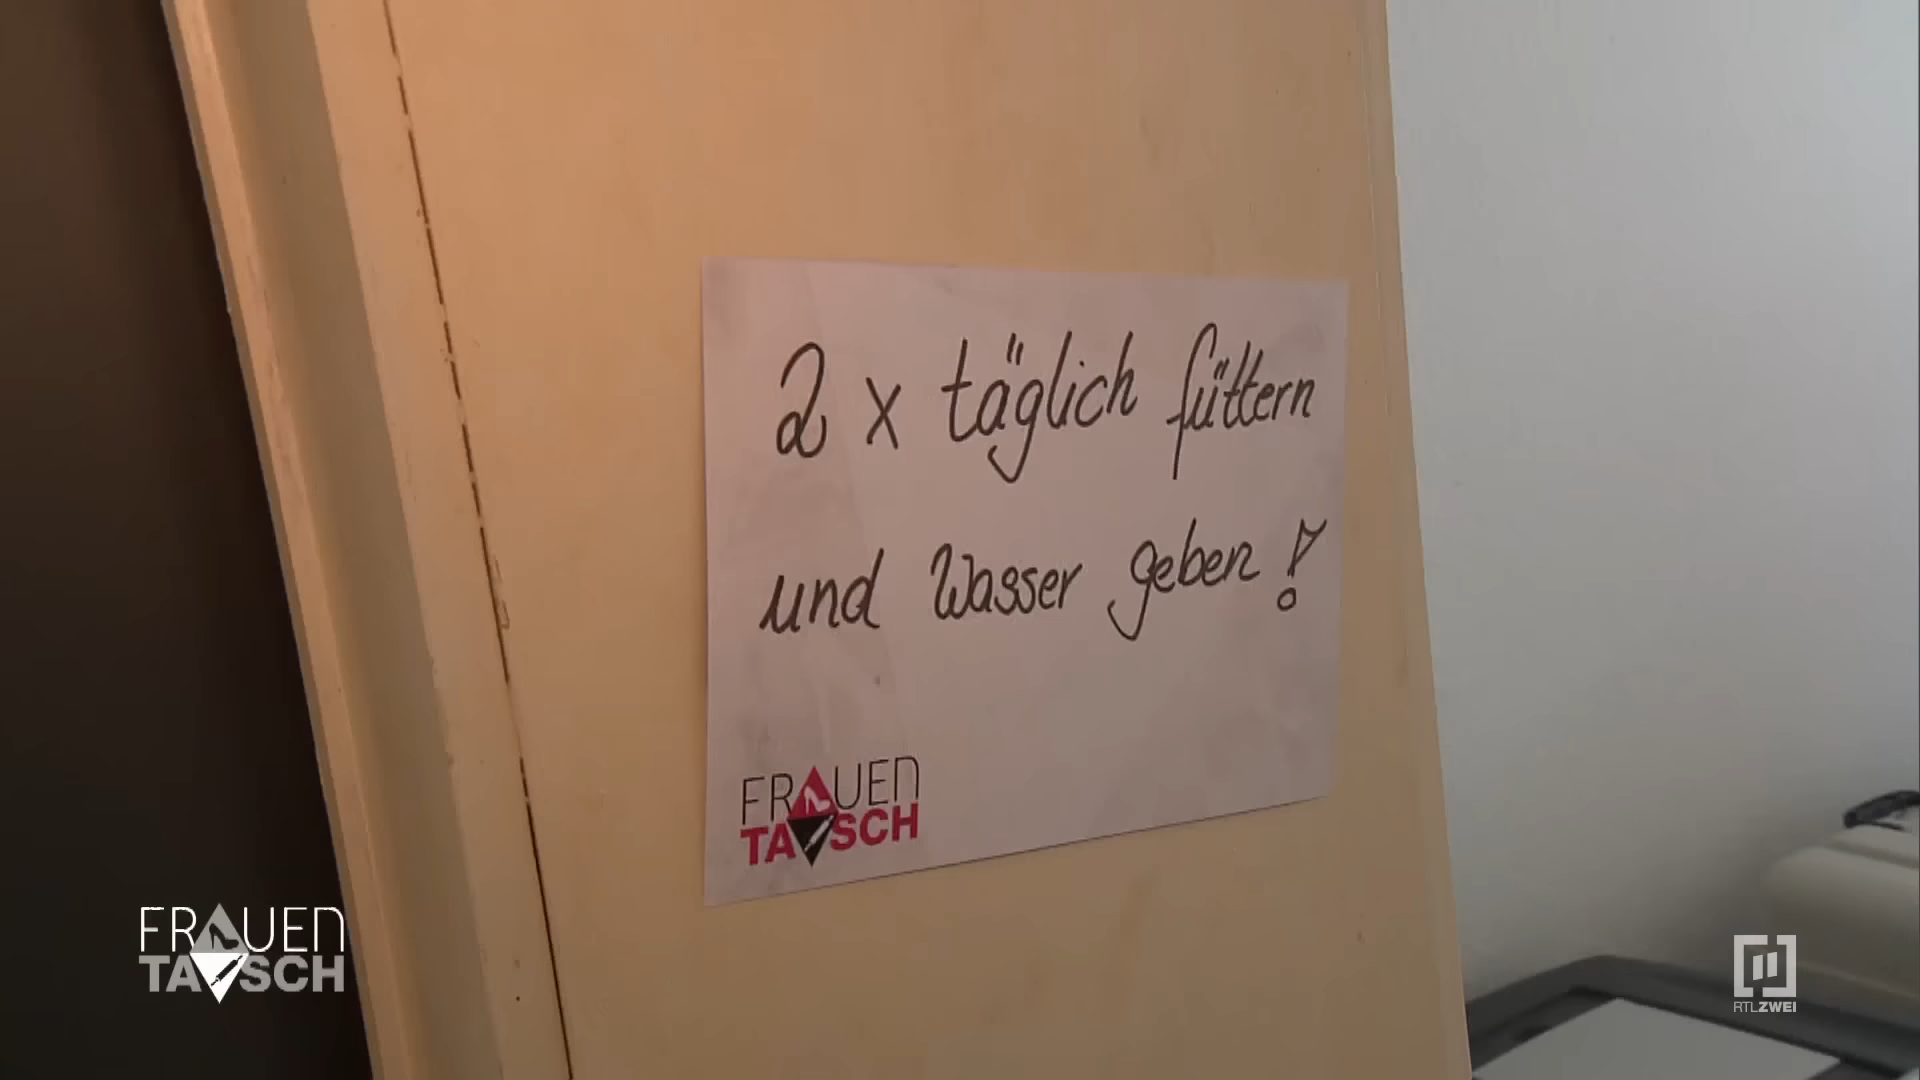 2 x täglich füttern
und Wasser geben!
FRAUEN
TAUSCH
FRAUEN
TAUSCH
RTLZWEI